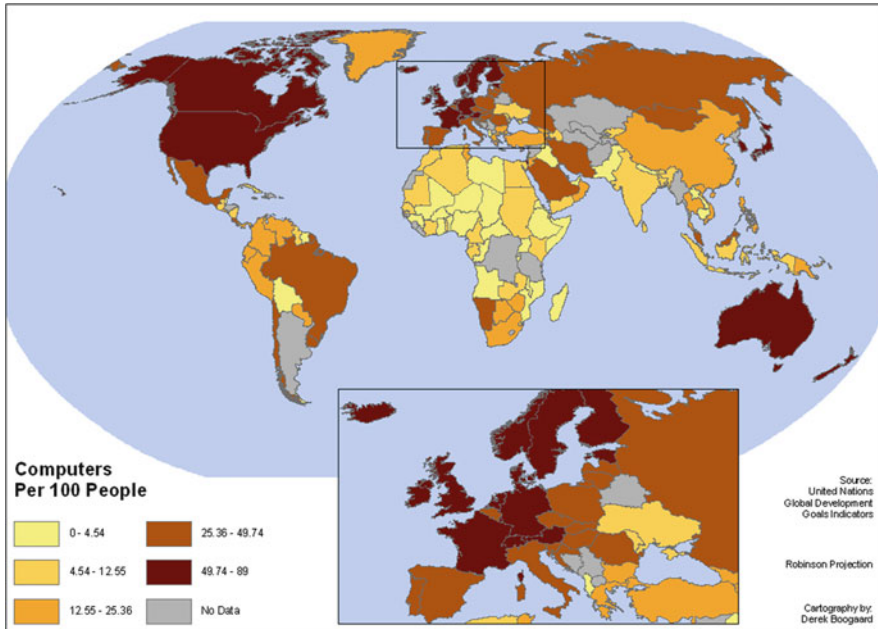 Computers
Per 100 People
0 - 4.54
4.54 - 12.55
12.55 - 25.36
25.36 - 49.74
49.74 - 89
No Data
Source:
United Nations
Global Development
Goals Indicators
Robinson Projection
Cartography by:
Derek Boogaard